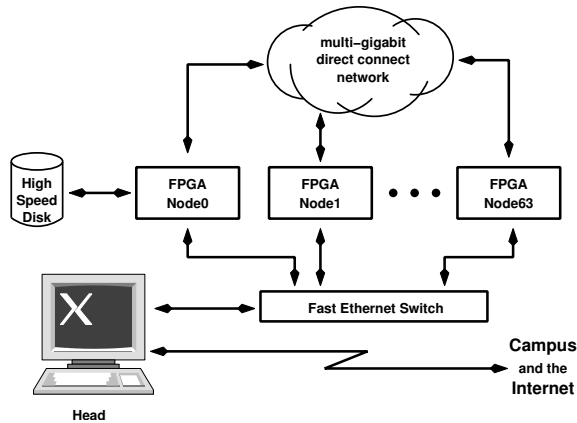 multi−gigabit
direct connect
network
High
Speed
Disk
FPGA
Node0
FPGA
Node1
FPGA
Node63
Fast Ethernet Switch
X
Campus
and the
Internet
Head